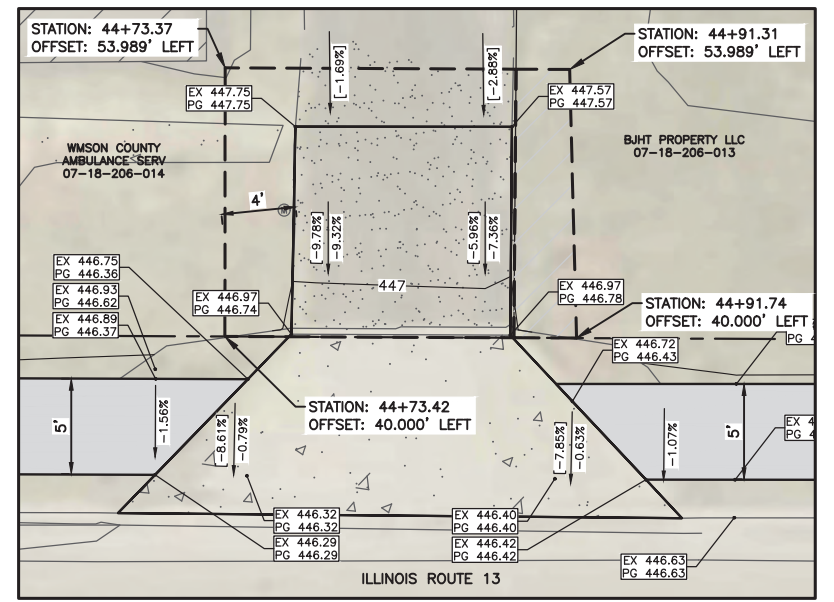 STATION: 44+73.37
OFFSET: 53.989' LEFT
STATION: 44+91.31
OFFSET: 53.989' LEFT
[-1.69%]
[-2.88%]
EX 447.75
PG 447.75
EX 447.57
PG 447.57
WMSON COUNTY
AMBULANCE SERV
07-18-206-014
BJHT PROPERTY LLC
07-18-206-013
4'
M
[-9.78%]
-9.32%
[-5.96%]
-7.36%
447
EX 446.75
PG 446.36
EX 446.93
PG 446.62
EX 446.89
PG 446.37
EX 446.97
PG 446.74
EX 446.97
PG 446.78
STATION: 44+91.74
OFFSET: 40.000' LEFT
PG 4
EX 446.72
PG 446.43
STATION: 44+73.42
OFFSET: 40.000' LEFT
5'
-1.56%
[-8.61%]
-0.79%
[-7.85%]
-0.63%
-1.07%
5'
EX 4
PG 4
EX 446.32
PG 446.32
EX 446.29
PG 446.29
EX 446.40
PG 446.40
EX 446.42
PG 446.42
EX 446.63
PG 446.63
ILLINOIS ROUTE 13